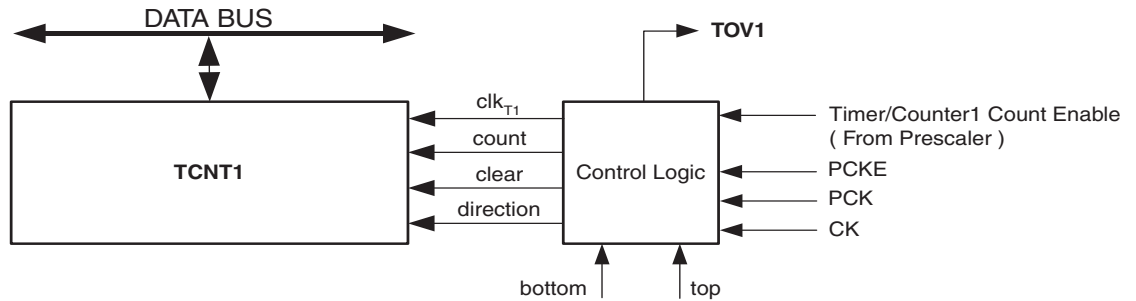 DATA BUS
TOV1
clkT1
count
clear
direction
TCNT1
Control Logic
Timer/Counter1 Count Enable
( From Prescaler )
PCKE
PCK
CK
bottom
top